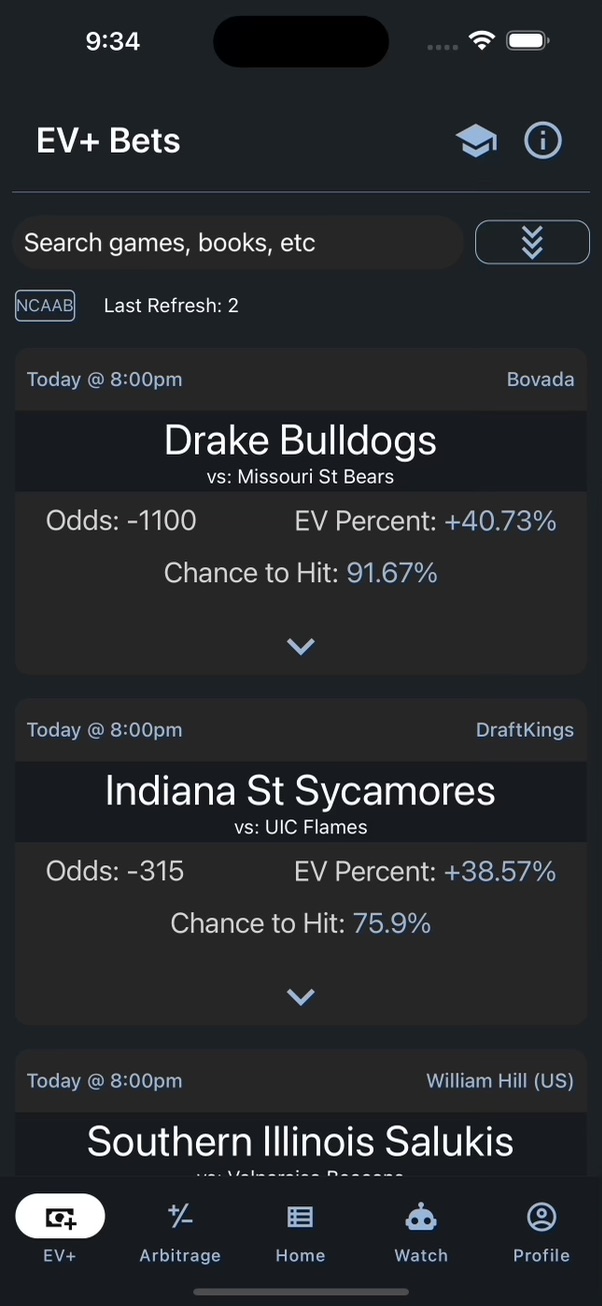 9:34
EV+ Bets
Search games, books, etc
NCAAB Last Refresh: 2
Today @ 8:00pm Bovada
Drake Bulldogs
vs: Missouri St Bears
Odds: -1100 EV Percent: +40.73%
Chance to Hit: 91.67%
Today @ 8:00pm DraftKings
Indiana St Sycamores
vs: UIC Flames
Odds: -315 EV Percent: +38.57%
Chance to Hit: 75.9%
Today @ 8:00pm William Hill (US)
Southern Illinois Salukis
EV+ Arbitrage Home Watch Profile